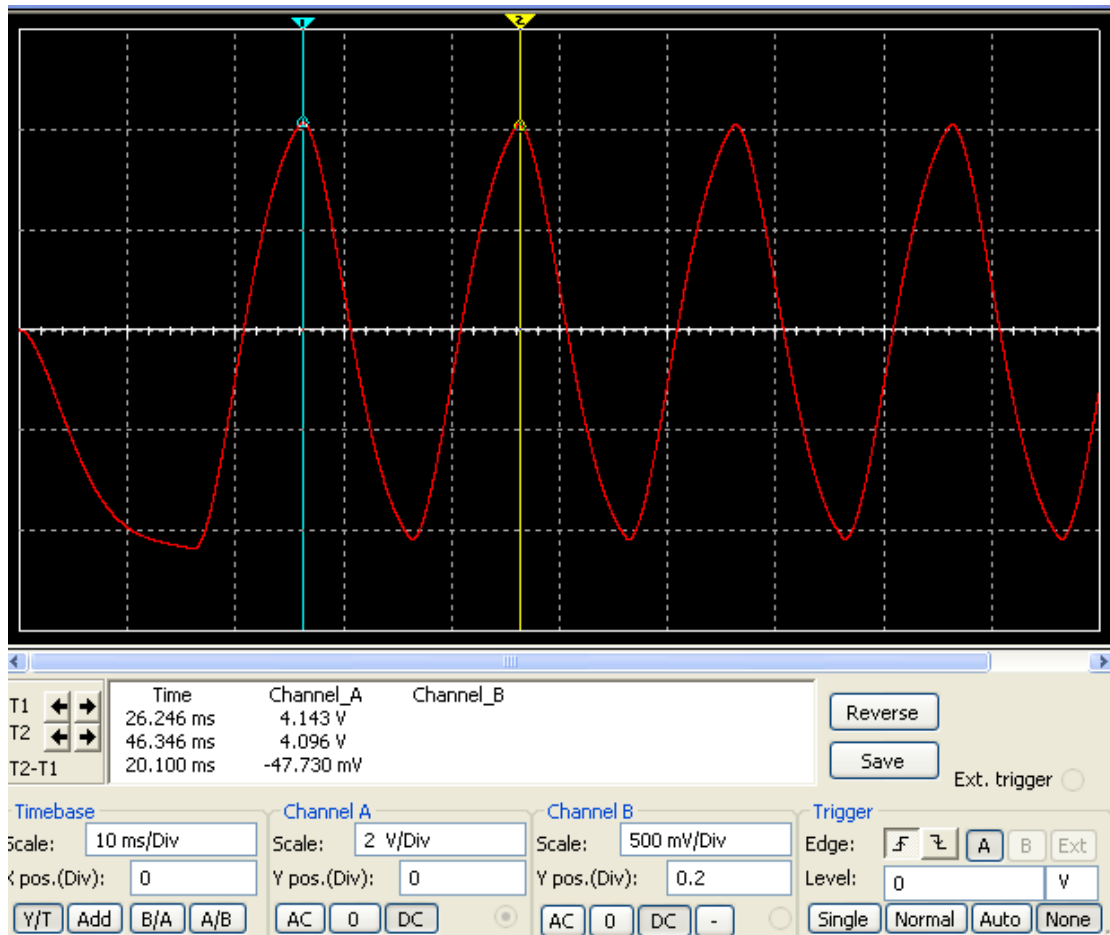 1 2
Time Channel_A Channel_B
T1 26.246 ms 4.143 V
T2 46.346 ms 4.096 V
T2-T1 20.100 ms -47.730 mV
Reverse
Save
Ext. trigger
Timebase Channel A Channel B Trigger
Scale: 10 ms/Div Scale: 2 V/Div Scale: 500 mV/Div Edge: A B Ext
X pos.(Div): 0 Y pos.(Div): 0 Y pos.(Div): 0.2 Level: 0 V
Y/T Add B/A A/B AC 0 DC AC 0 DC - Single Normal Auto None